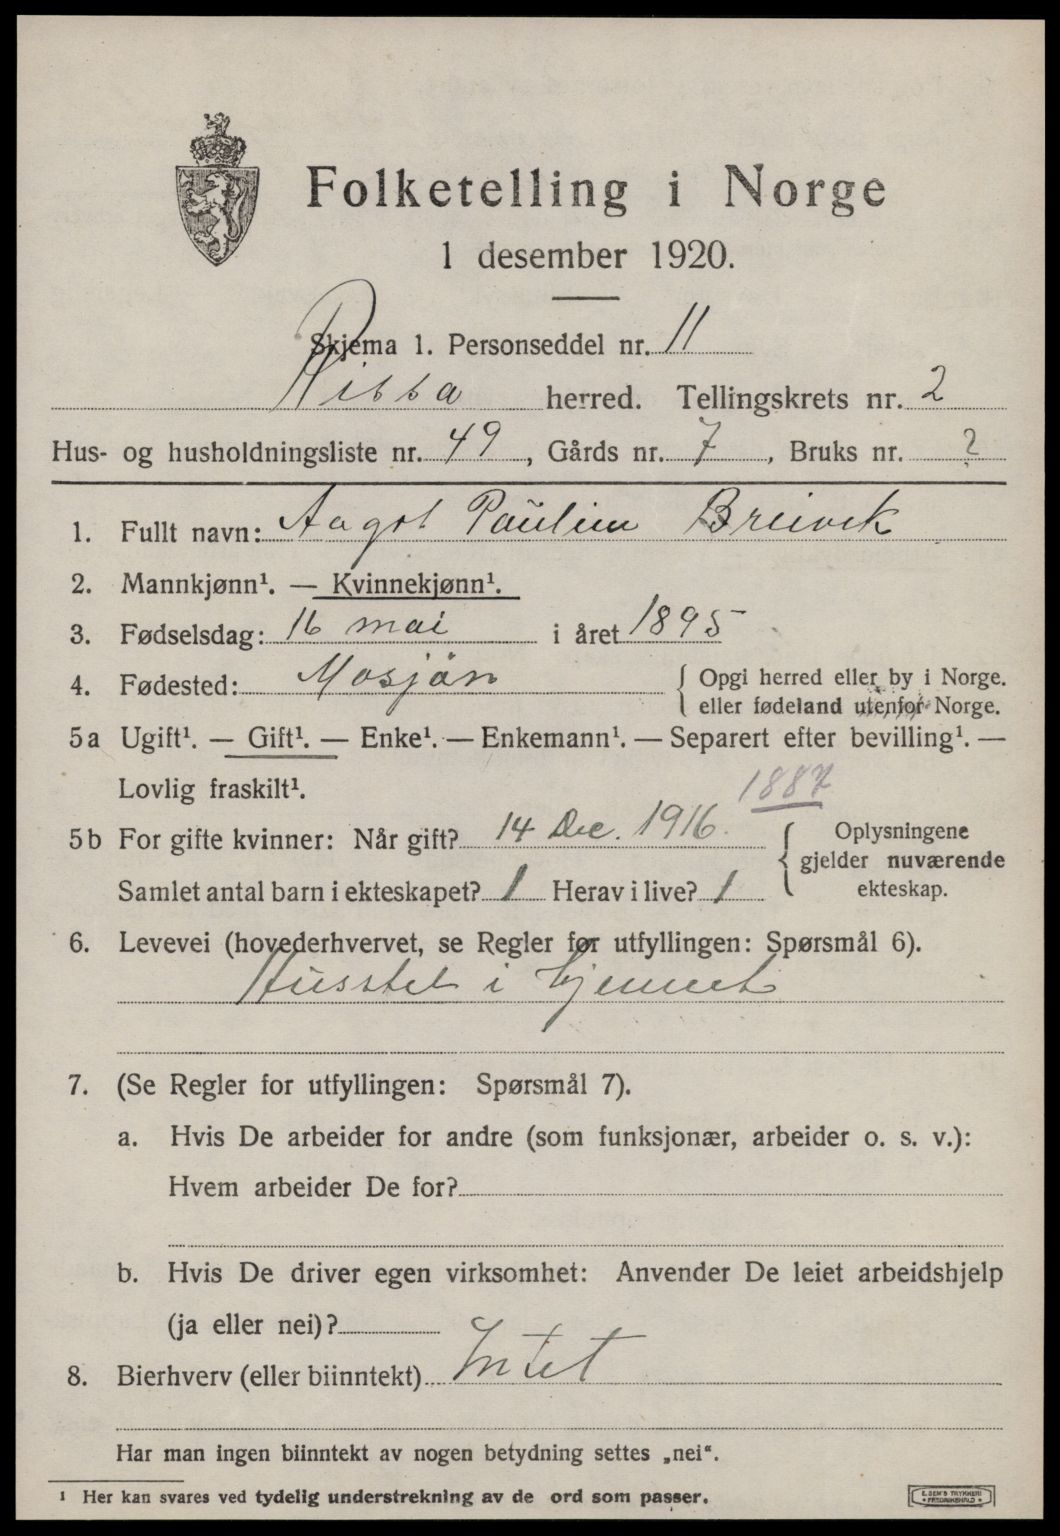 Folketelling i Norge
1 desember 1920.
Skjema 1. Personseddel nr. 11
Rissa herred. Tellingskrets nr. 2
Hus- og husholdningsliste nr. 49, Gårds nr. 7, Bruks nr. 2
1. Fullt navn: Aagot Pauline Breivik
2. Mannkjønn¹. — Kvinnekjønn¹.
3. Fødselsdag: 16 mai i året 1895
4. Fødested: Mosjön { Opgi herred eller by i Norge.
eller fødeland utenfor Norge.
5a Ugift¹. — Gift¹. — Enke¹. — Enkemann¹. — Separert efter bevilling¹. —
Lovlig fraskilt¹.
1887
5b For gifte kvinner: Når gift? 14 Dec. 1916. { Oplysningene
gjelder nuværende
Samlet antal barn i ekteskapet? 1 Herav i live? 1 ekteskap.
6. Levevei (hovederhvervet, se Regler for utfyllingen: Spørsmål 6).
Husstel i hjemmet
7. (Se Regler for utfyllingen: Spørsmål 7).
a. Hvis De arbeider for andre (som funksjonær, arbeider o. s. v.):
Hvem arbeider De for?
b. Hvis De driver egen virksomhet: Anvender De leiet arbeidshjelp
(ja eller nei)?
8. Bierhverv (eller biinntekt) Intet
Har man ingen biinntekt av nogen betydning settes „nei“.
¹ Her kan svares ved tydelig understrekning av de ord som passer.
E. SEM'S TRYKKERI
FREDRIKSHALD